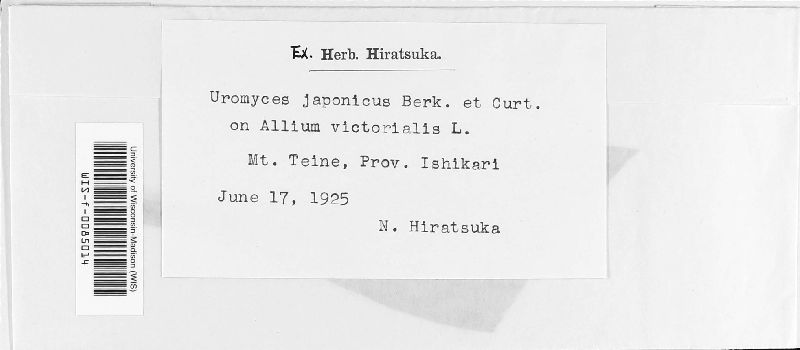 Ex. Herb. Hiratsuka.
Uromyces japonicus Berk. et Curt.
on Allium victorialis L.
Mt. Teine, Prov. Ishikari
June 17, 1925
N. Hiratsuka
University of Wisconsin-Madison (WIS)
WIS-f-0085014